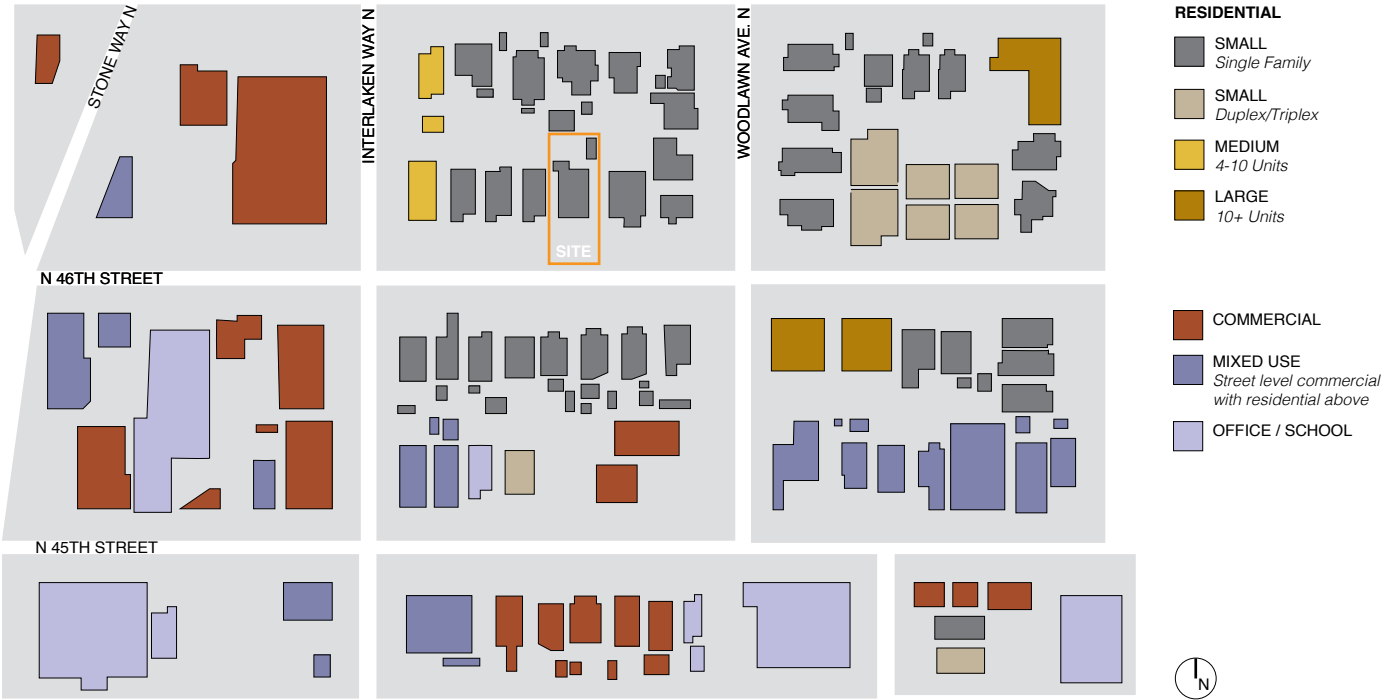 STONE WAY N
INTERLAKEN WAY N
WOODLAWN AVE. N
SITE
N 46TH STREET
N 45TH STREET
RESIDENTIAL
SMALL
Single Family
SMALL
Duplex/Triplex
MEDIUM
4-10 Units
LARGE
10+ Units
COMMERCIAL
MIXED USE
Street level commercial
with residential above
OFFICE / SCHOOL
N